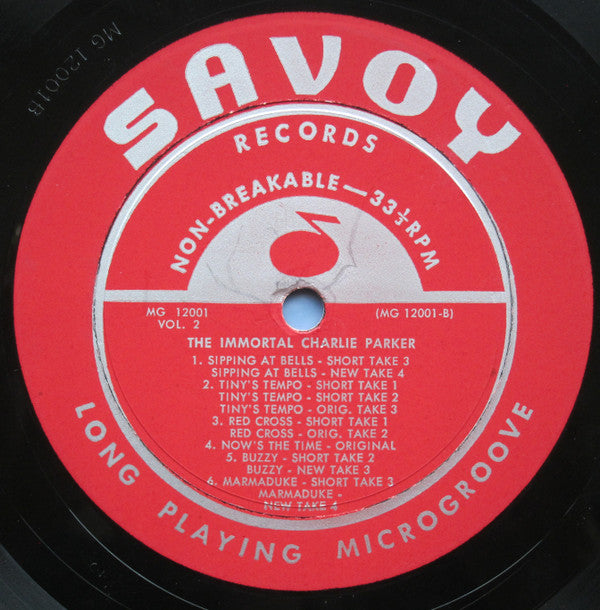 MG 12001B
SAVOY
RECORDS
NON-BREAKABLE—33⅓RPM
MG 12001
VOL. 2
(MG 12001-B)
THE IMMORTAL CHARLIE PARKER
1. SIPPING AT BELLS - SHORT TAKE 3
SIPPING AT BELLS - NEW TAKE 4
2. TINY'S TEMPO - SHORT TAKE 1
TINY'S TEMPO - SHORT TAKE 2
TINY'S TEMPO - ORIG. TAKE 3
3. RED CROSS - SHORT TAKE 1
RED CROSS - ORIG. TAKE 2
4. NOW'S THE TIME - ORIGINAL
5. BUZZY - SHORT TAKE 2
BUZZY - NEW TAKE 3
6. MARMADUKE - SHORT TAKE 3
MARMADUKE -
NEW TAKE 4
LONG PLAYING MICROGROOVE